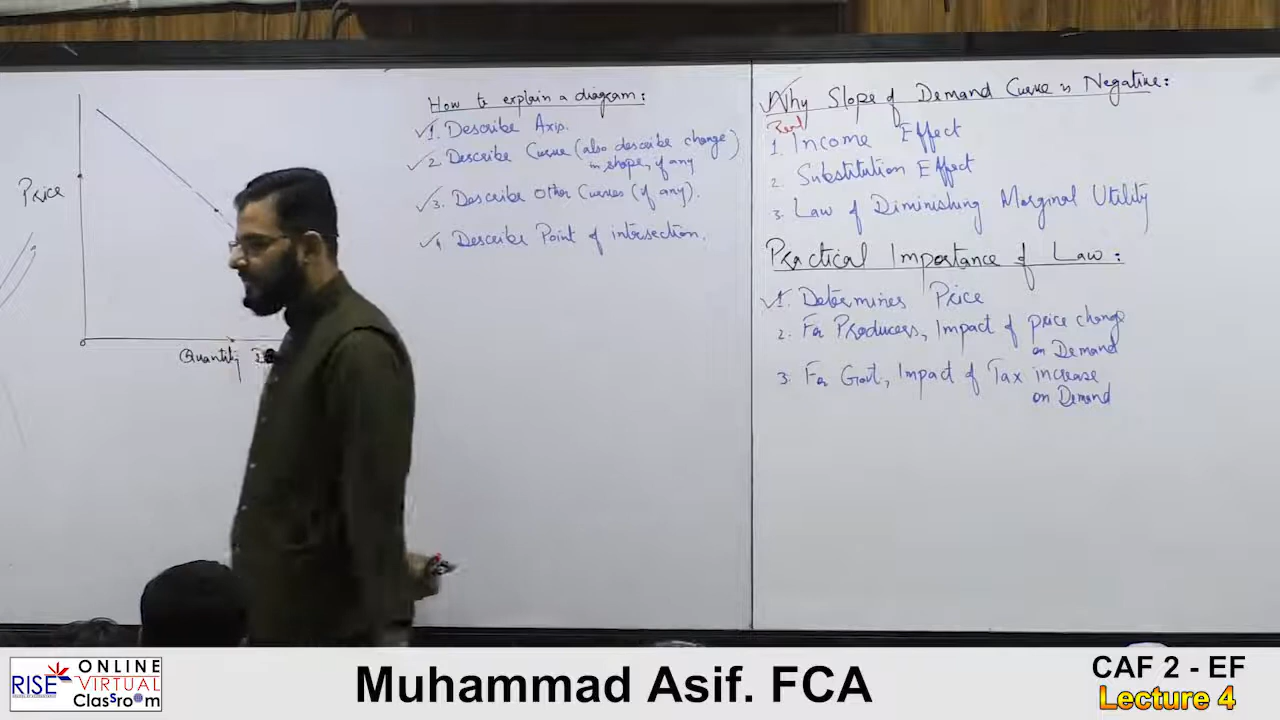 Price
Quantity
How to explain a diagram:
1. Describe Axis.
2. Describe Curve (also describe change
in shape, if any)
3. Describe Other Curves (if any).
4. Describe Point of intersection.
Why Slope of Demand Curve is Negative:
Real
1. Income Effect
2. Substitution Effect
3. Law of Diminishing Marginal Utility
Practical Importance of Law:
1. Determines Price
2. For Producers, Impact of price change
on Demand
3. For Govt, Impact of Tax increase
on Demand
RISE
ONLINE
VIRTUAL
Classroom
Muhammad Asif. FCA
CAF 2 - EF
Lecture 4